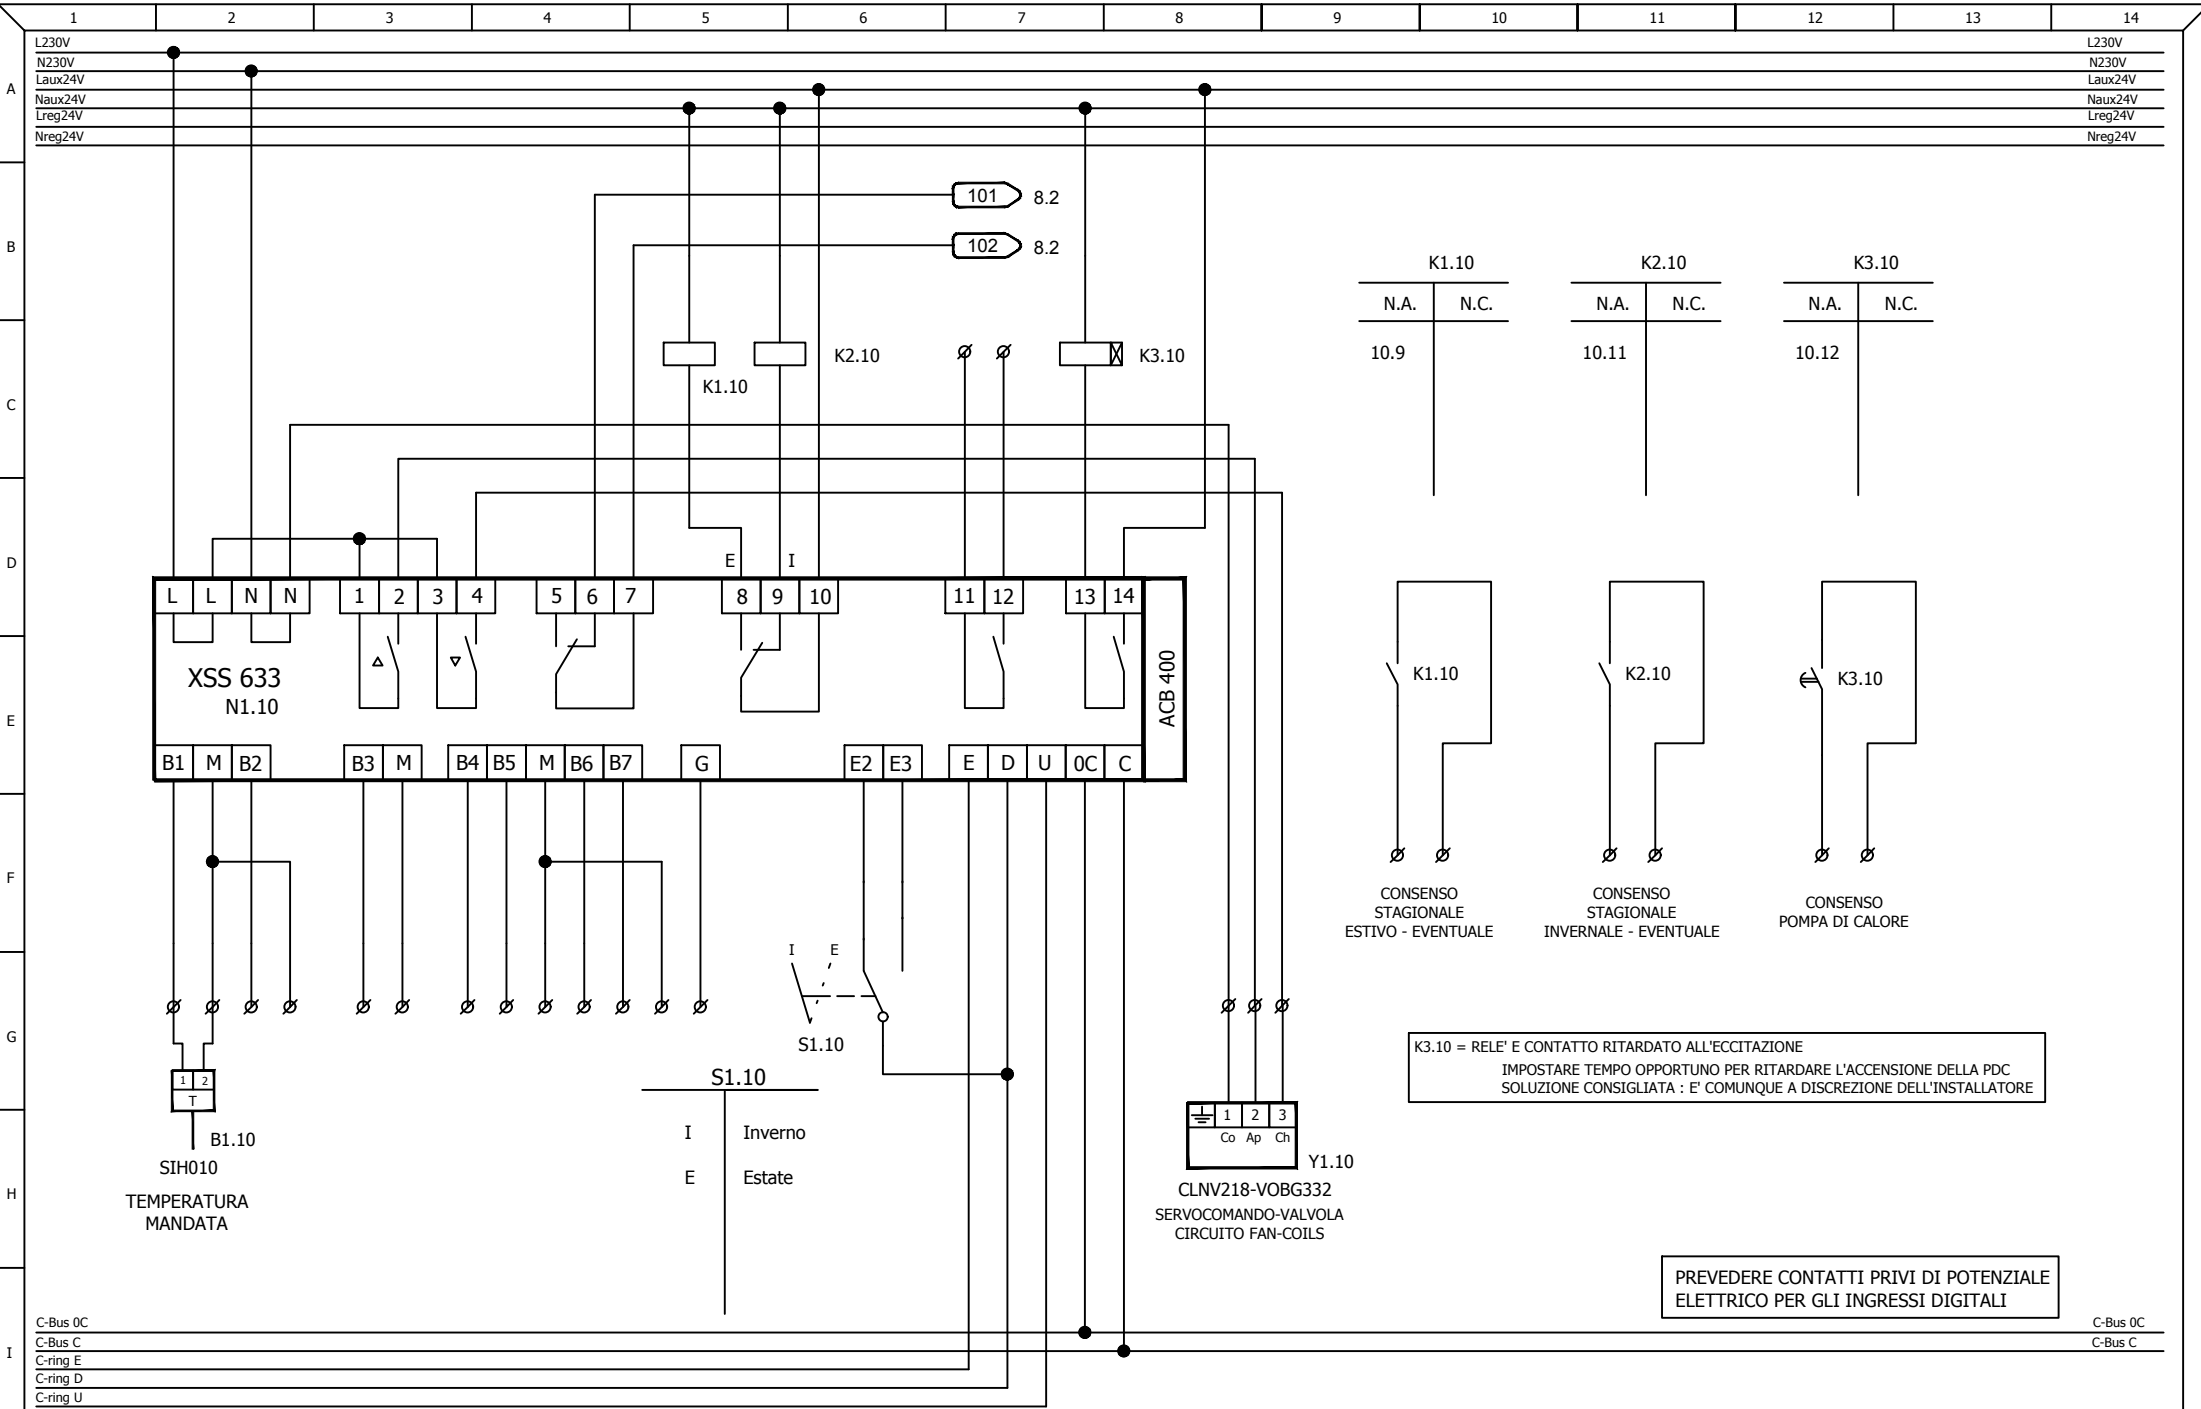 1 2 3 4 5 6 7 8 9 10 11 12 13 14
L230V L230V
N230V N230V
A Laux24V Laux24V
Naux24V Naux24V
Lreg24V Lreg24V
Nreg24V Nreg24V
101 8.2
B 102 8.2
K1.10 K2.10 K3.10
N.A. N.C. N.A. N.C. N.A. N.C.
K2.10 K3.10 10.9 10.11 10.12
K1.10
C
D E I
L L N N 1 2 3 4 5 6 7 8 9 10 11 12 13 14
XSS 633
N1.10
ACB 400
K1.10 K2.10 K3.10
E
B1 M B2 B3 M B4 B5 M B6 B7 G E2 E3 E D U 0C C
F
CONSENSO
STAGIONALE
ESTIVO - EVENTUALE
CONSENSO
STAGIONALE
INVERNALE - EVENTUALE
CONSENSO
POMPA DI CALORE
I E
G
S1.10
K3.10 = RELE' E CONTATTO RITARDATO ALL'ECCITAZIONE
IMPOSTARE TEMPO OPPORTUNO PER RITARDARE L'ACCENSIONE DELLA PDC
SOLUZIONE CONSIGLIATA : E' COMUNQUE A DISCREZIONE DELL'INSTALLATORE
1 2
T
B1.10
SIH010
TEMPERATURA
MANDATA
S1.10
I Inverno
E Estate
1 2 3
Co Ap Ch
Y1.10
CLNV218-VOBG332
SERVOCOMANDO-VALVOLA
CIRCUITO FAN-COILS
H
PREVEDERE CONTATTI PRIVI DI POTENZIALE
ELETTRICO PER GLI INGRESSI DIGITALI
C-Bus 0C C-Bus 0C
C-Bus C C-Bus C
I C-ring E
C-ring D
C-ring U